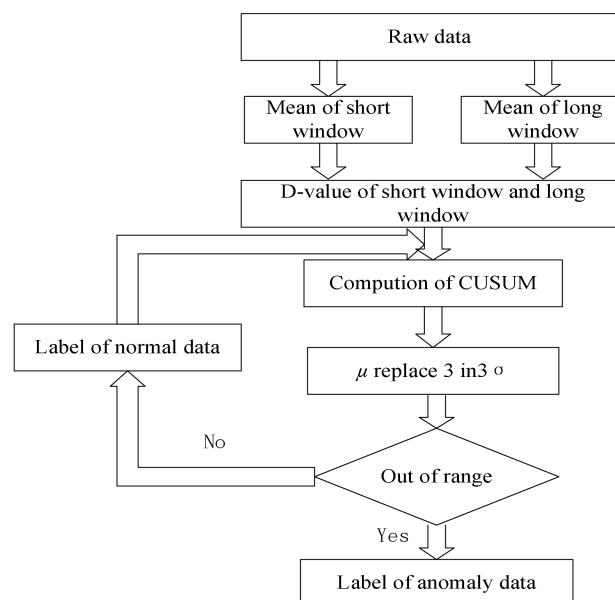 Raw data
Mean of short
window
Mean of long
window
D-value of short window and long
window
Compution of CUSUM
Label of normal data
μ replace 3 in3 σ
No
Out of range
Yes
Label of anomaly data